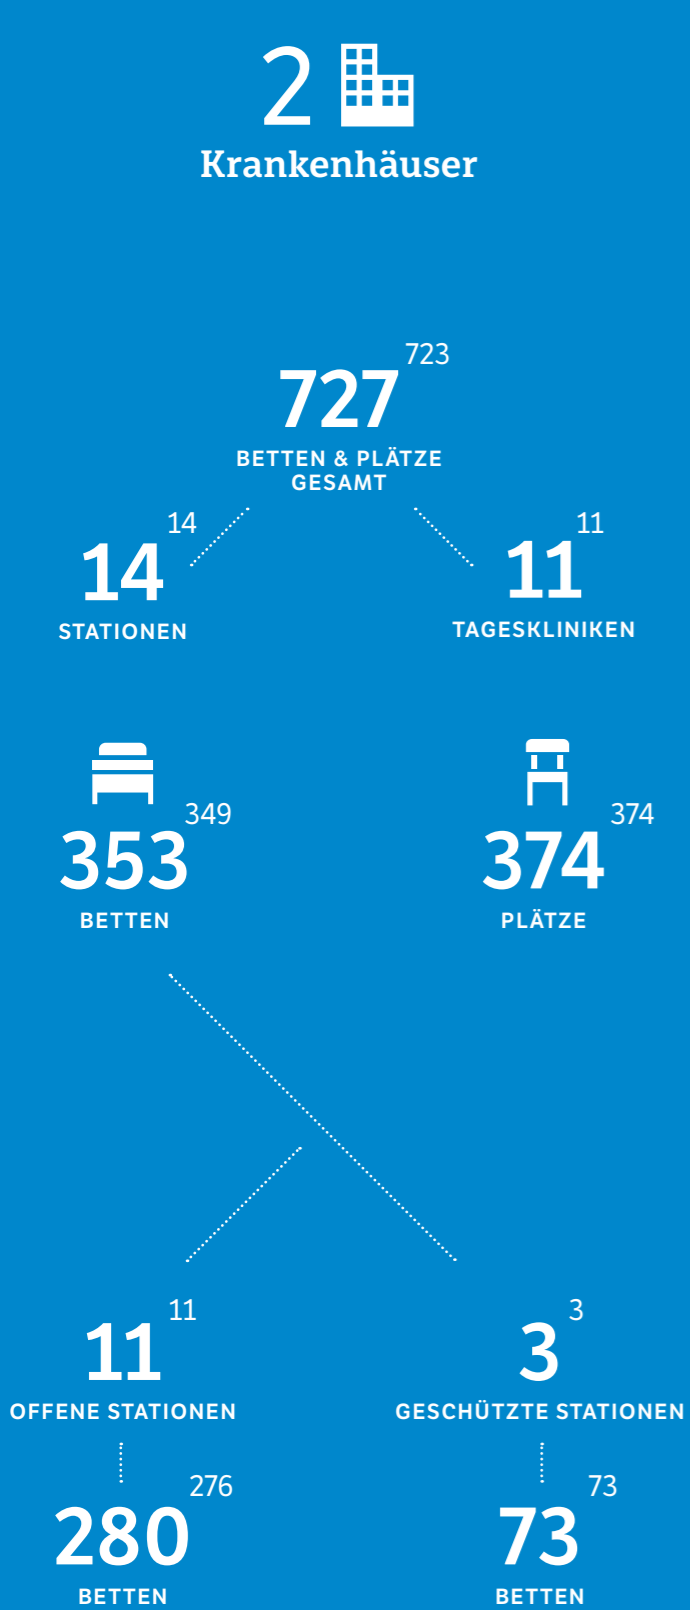 2
Krankenhäuser
723
727
BETTEN & PLÄTZE
GESAMT
14
14
STATIONEN
11
11
TAGESKLINIKEN
349
353
BETTEN
374
374
PLÄTZE
11
11
OFFENE STATIONEN
276
280
BETTEN
3
3
GESCHÜTZTE STATIONEN
73
73
BETTEN